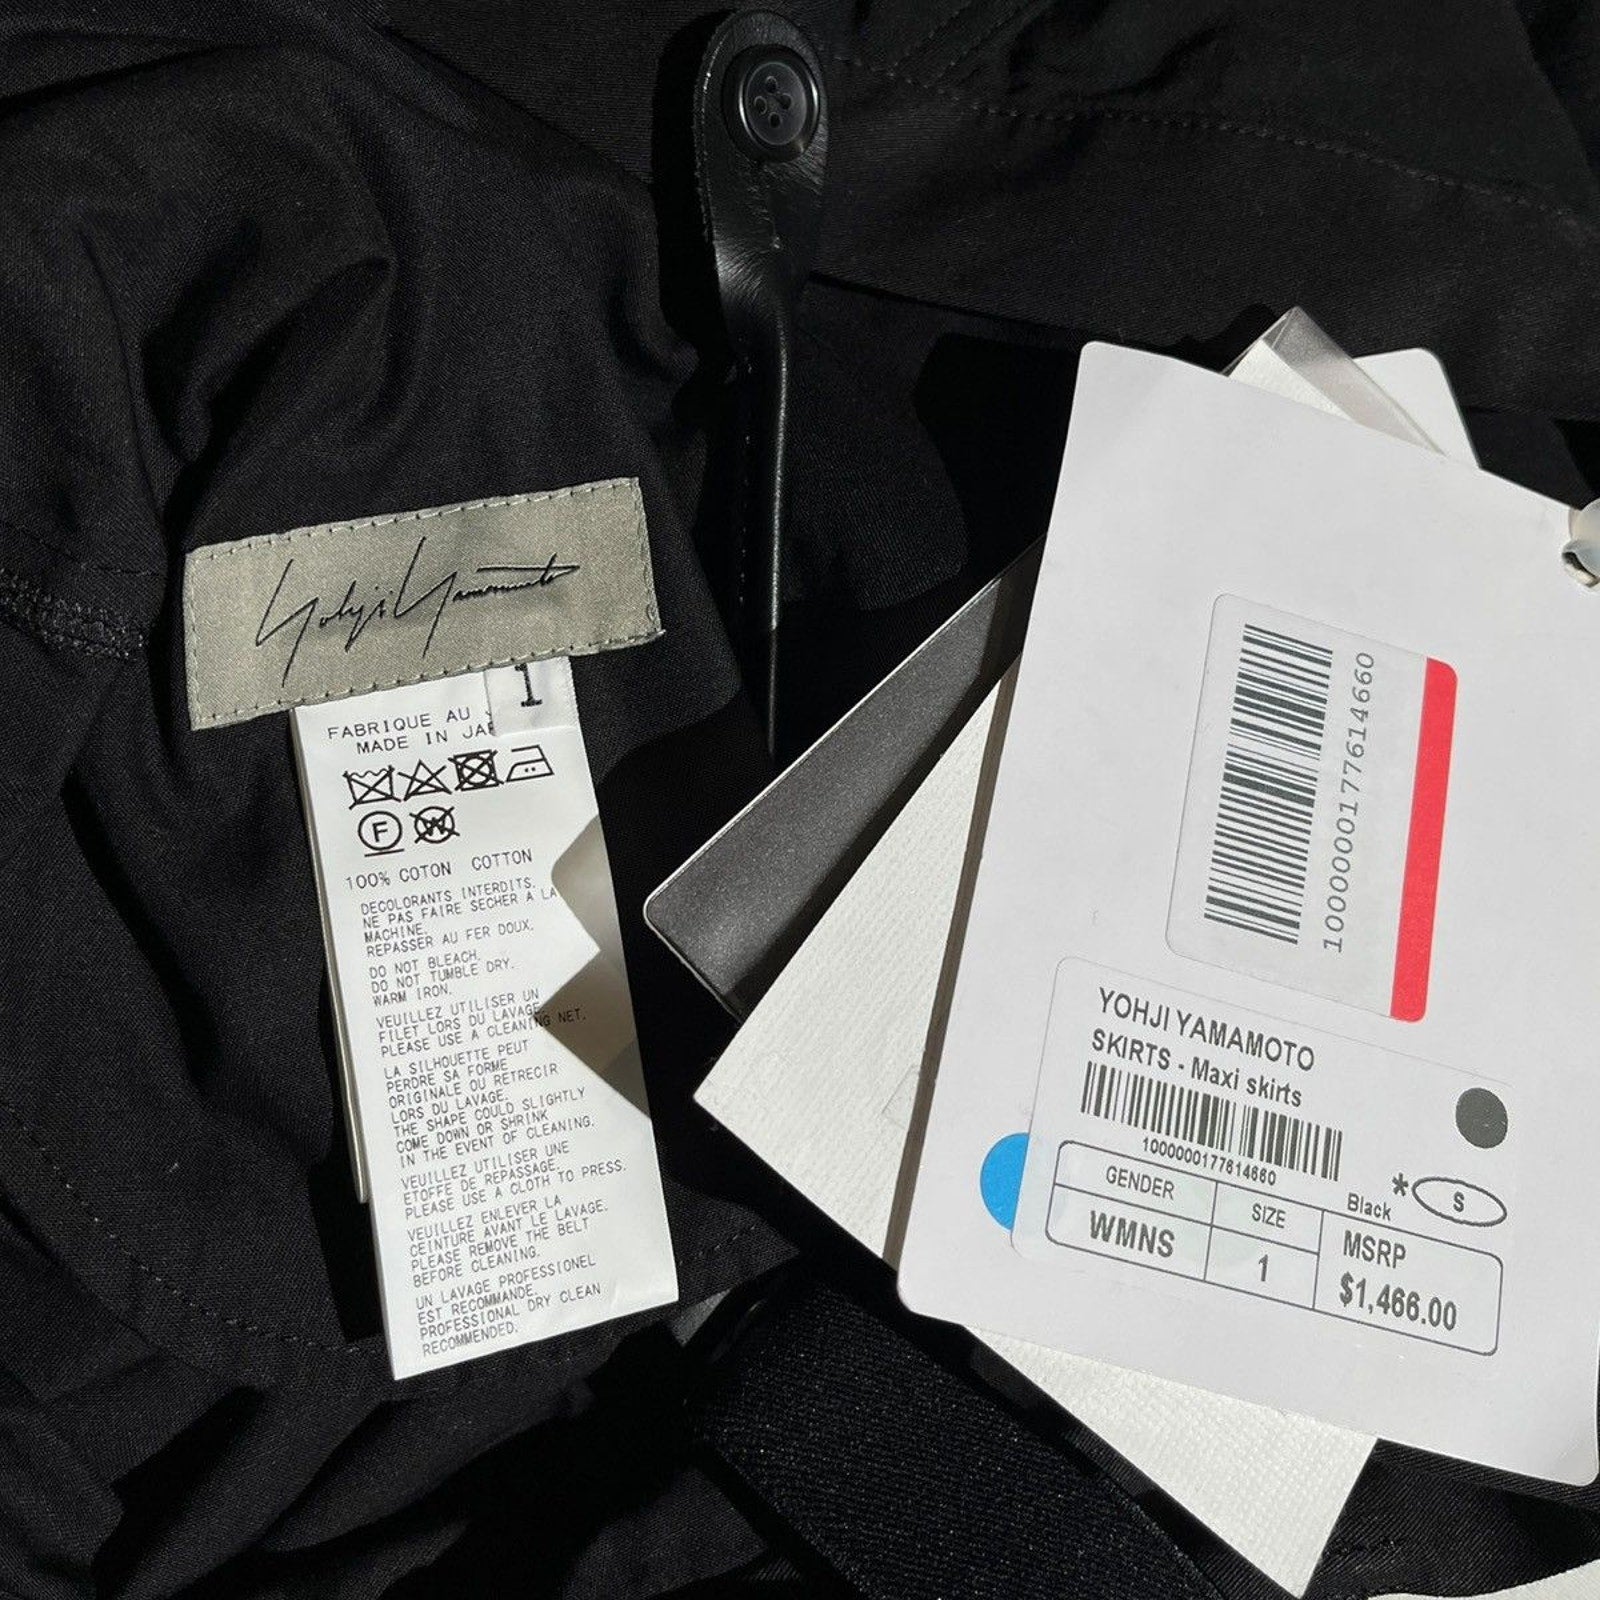 Yohji Yamamoto
1
FABRIQUE AU
MADE IN JAP
F
W
100% COTON COTTON
DECOLORANTS INTERDITS.
NE PAS FAIRE SECHER A LA
MACHINE.
REPASSER AU FER DOUX.
DO NOT BLEACH.
DO NOT TUMBLE DRY.
WARM IRON.
VEUILLEZ UTILISER UN
FILET LORS DU LAVAGE
PLEASE USE A CLEANING NET.
LA SILHOUETTE PEUT
PERDRE SA FORME
ORIGINALE OU RETRECIR
LORS DU LAVAGE.
THE SHAPE COULD SLIGHTLY
COME DOWN OR SHRINK
IN THE EVENT OF CLEANING.
VEUILLEZ UTILISER UNE
ETOFFE DE REPASSAGE.
PLEASE USE A CLOTH TO PRESS.
VEUILLEZ ENLEVER LA
CEINTURE AVANT LE LAVAGE.
PLEASE REMOVE THE BELT
BEFORE CLEANING.
UN LAVAGE PROFESSIONEL
EST RECOMMANDE.
PROFESSIONAL DRY CLEAN
RECOMMENDED.
1000000177614660
YOHJI YAMAMOTO
SKIRTS - Maxi skirts
1000000177614660
Black * S
GENDER SIZE MSRP
WMNS 1 $1,466.00